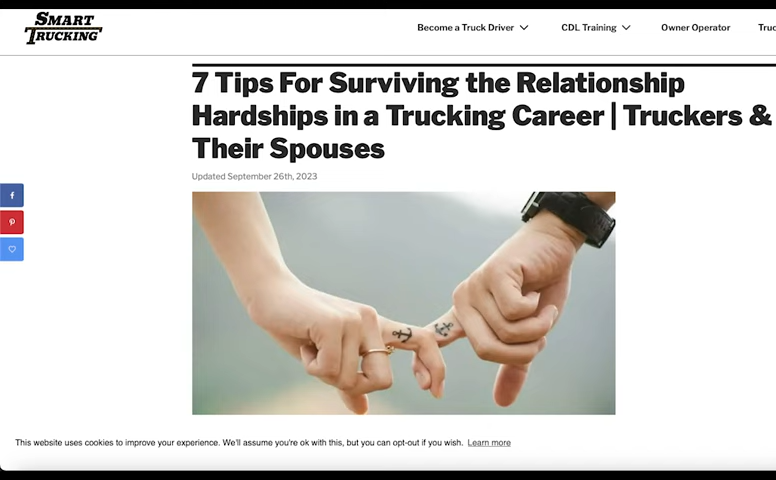 SMART
TRUCKING
Become a Truck Driver
CDL Training
Owner Operator
7 Tips For Surviving the Relationship
Hardships in a Trucking Career | Truckers &
Their Spouses
Updated September 26th, 2023
This website uses cookies to improve your experience. We'll assume you're ok with this, but you can opt-out if you wish. Learn more